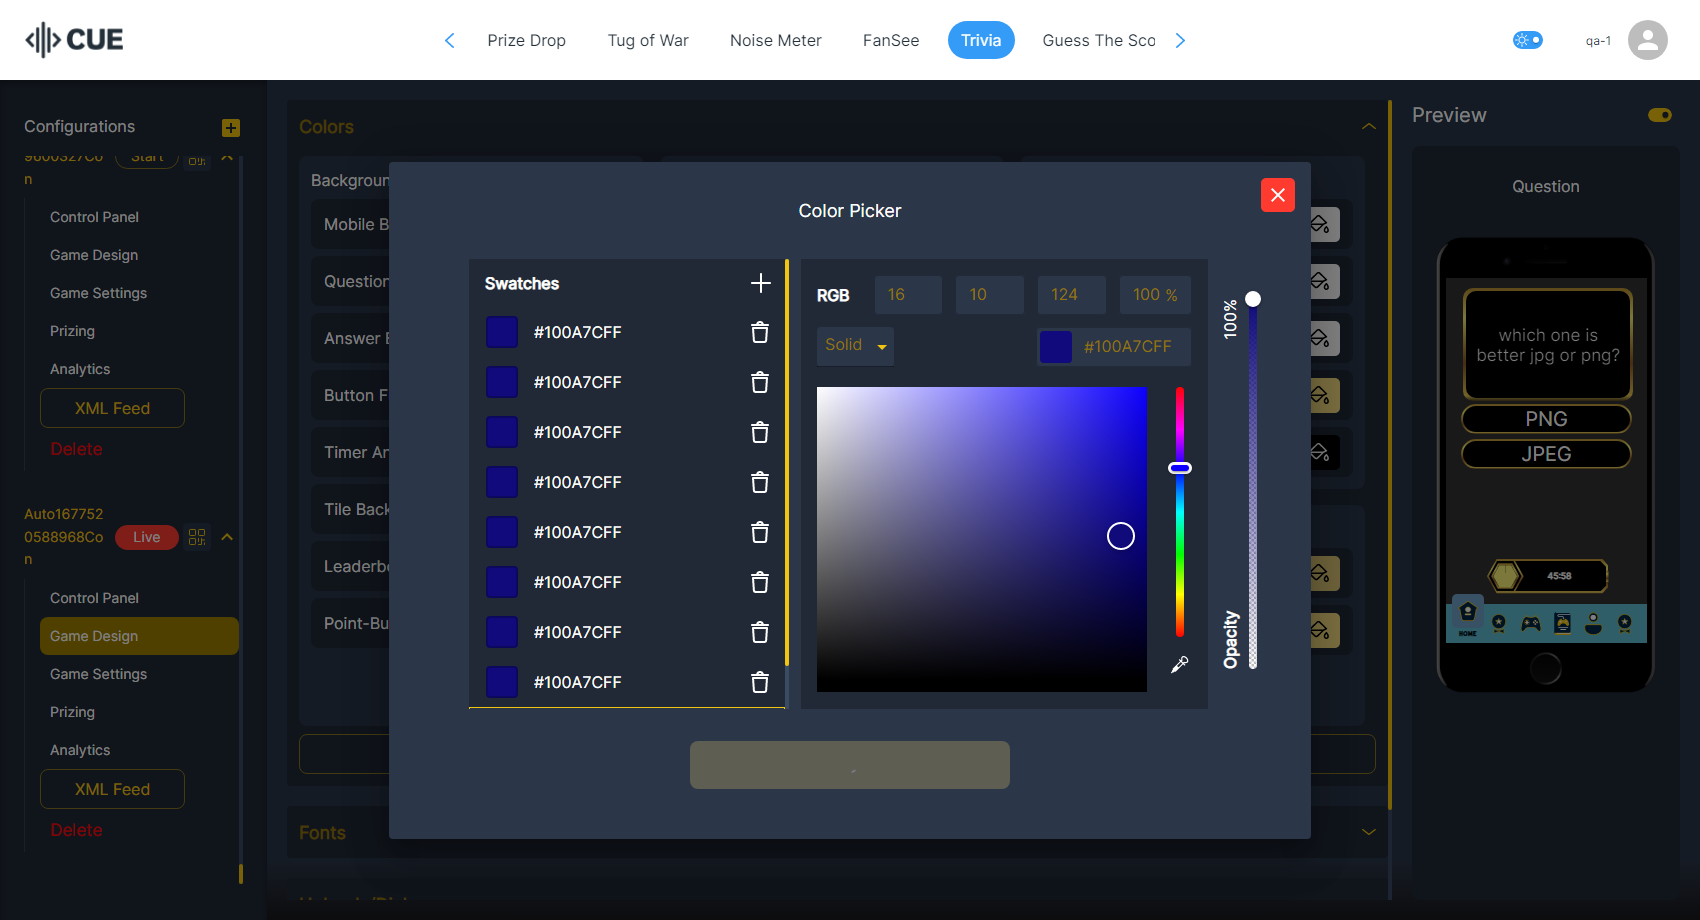 CUE
Prize Drop
Tug of War
Noise Meter
FanSee
Trivia
Guess The Sco
qa-1
Configurations
9600327Co
n
Start
Control Panel
Game Design
Game Settings
Prizing
Analytics
XML Feed
Delete
Auto167752
0588968Co
n
Live
Control Panel
Game Design
Game Settings
Prizing
Analytics
XML Feed
Delete
Colors
Backgroun
Mobile B
Question
Answer
Button F
Timer An
Tile Back
Leaderbo
Point-Bu
Fonts
Color Picker
Swatches
#100A7CFF
#100A7CFF
#100A7CFF
#100A7CFF
#100A7CFF
#100A7CFF
#100A7CFF
#100A7CFF
RGB
16
10
124
100 %
Solid
#100A7CFF
100%
Opacity
Preview
Question
which one is
better jpg or png?
PNG
JPEG
45:58
HOME